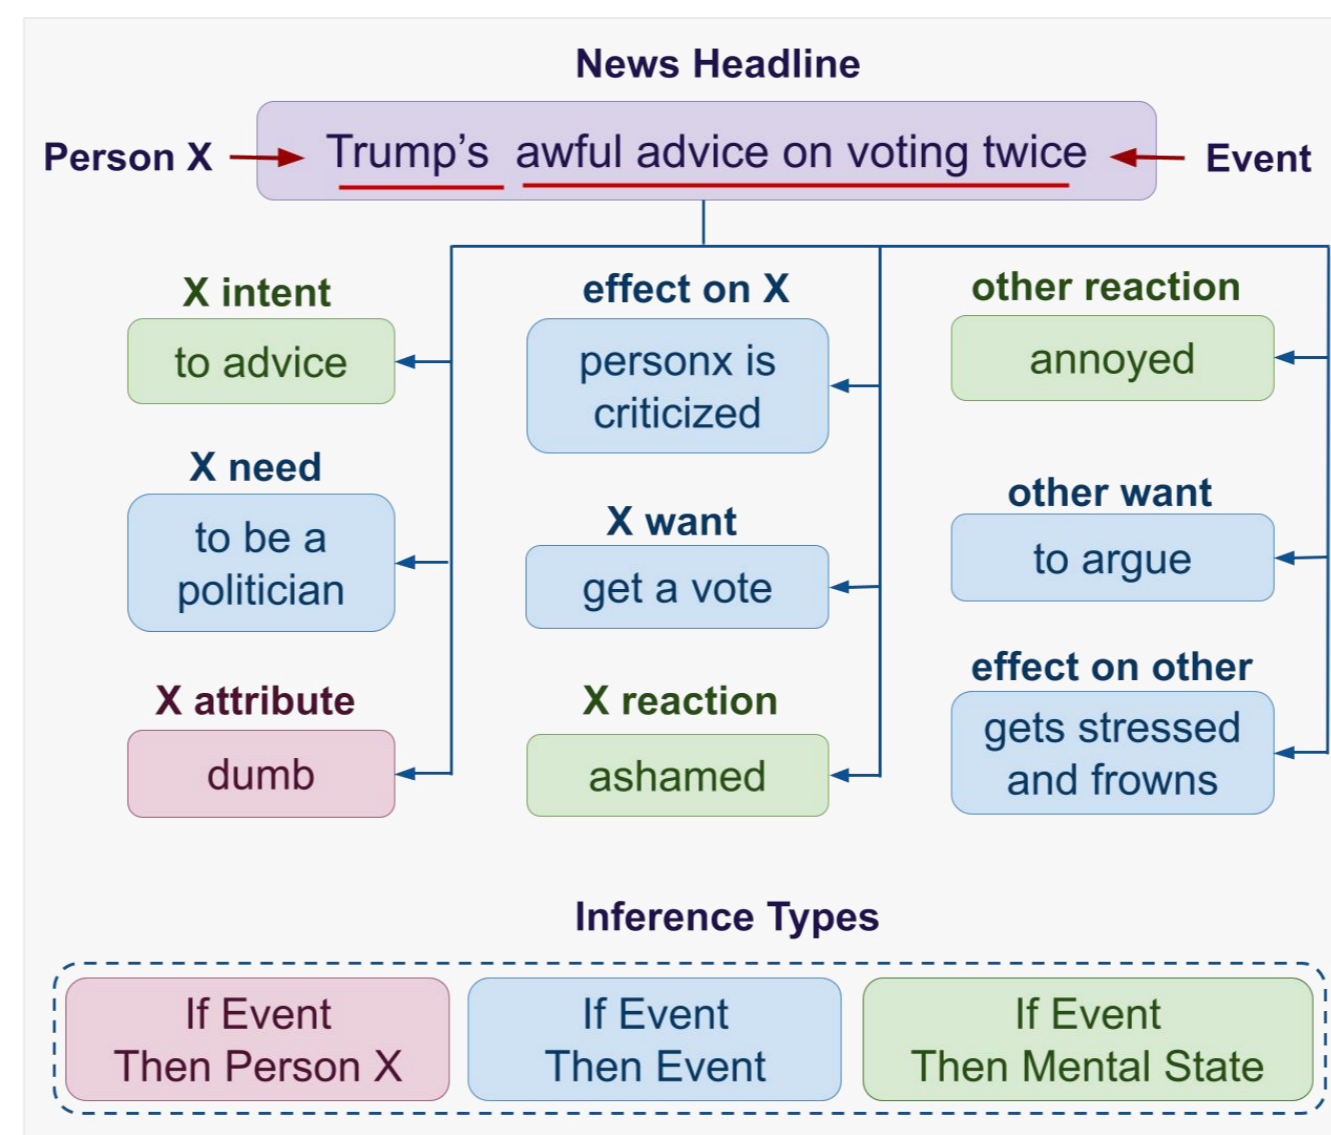 News Headline
Person X
Trump’s awful advice on voting twice
Event
X intent
to advice
X need
to be a
politician
X attribute
dumb
effect on X
personx is
criticized
X want
get a vote
X reaction
ashamed
other reaction
annoyed
other want
to argue
effect on other
gets stressed
and frowns
Inference Types
If Event
Then Person X
If Event
Then Event
If Event
Then Mental State